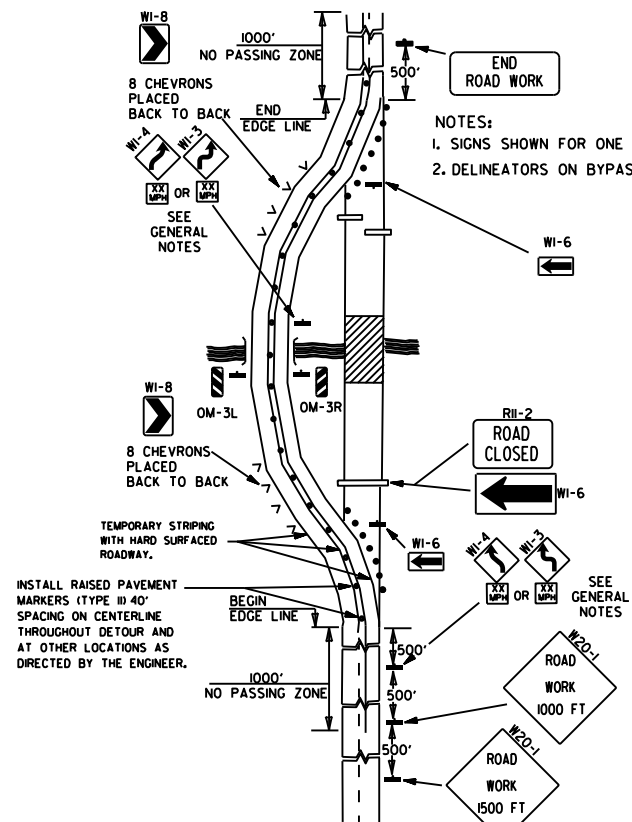 W1-8
1000'
NO PASSING ZONE
500'
END
ROAD WORK
8 CHEVRONS
PLACED
BACK TO BACK
END
EDGE LINE
NOTES:
1. SIGNS SHOWN FOR ONE
2. DELINEATORS ON BYPAS
W1-4
W1-3
XX
MPH
OR
XX
MPH
SEE
GENERAL
NOTES
W1-6
W1-8
OM-3L
OM-3R
R11-2
ROAD
CLOSED
W1-6
8 CHEVRONS
PLACED
BACK TO BACK
TEMPORARY STRIPING
WITH HARD SURFACED
ROADWAY.
W1-6
W1-4
W1-3
XX
MPH
OR
XX
MPH
SEE
GENERAL
NOTES
INSTALL RAISED PAVEMENT
MARKERS (TYPE II) 40'
SPACING ON CENTERLINE
THROUGHOUT DETOUR AND
AT OTHER LOCATIONS AS
DIRECTED BY THE ENGINEER.
BEGIN
EDGE LINE
500'
1000'
NO PASSING ZONE
500'
W20-1
ROAD
WORK
1000 FT
500'
W20-1
ROAD
WORK
1500 FT